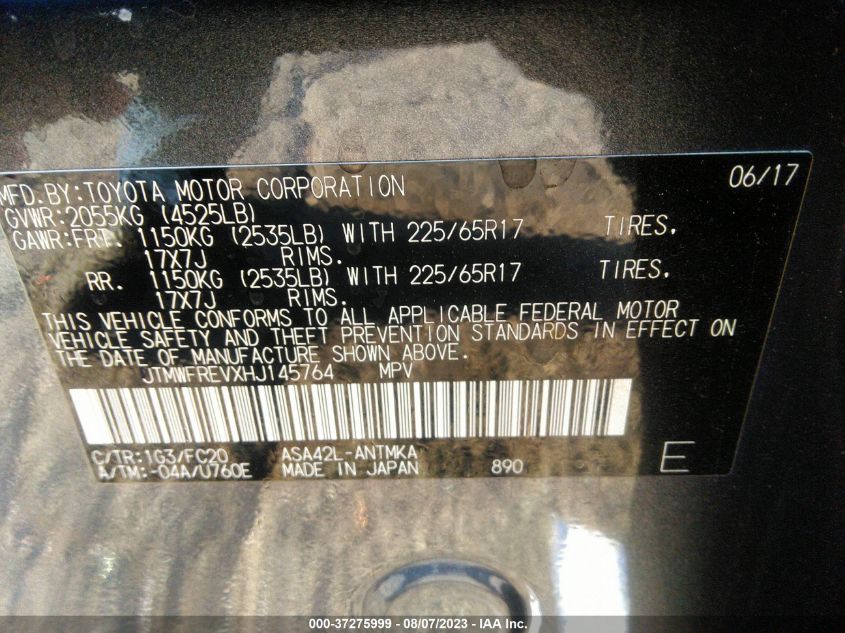 MFD.BY:TOYOTA MOTOR CORPORATION 06/17
GVWR:2055KG (4525LB)
GAWR:FRT. 1150KG (2535LB) WITH 225/65R17 TIRES,
17X7J RIMS.
RR. 1150KG (2535LB) WITH 225/65R17 TIRES,
17X7J RIMS.
THIS VEHICLE CONFORMS TO ALL APPLICABLE FEDERAL MOTOR
VEHICLE SAFETY AND THEFT PREVENTION STANDARDS IN EFFECT ON
THE DATE OF MANUFACTURE SHOWN ABOVE.
JTMWFREVXHJ145764 MPV
C/TR:1G3/FC20 ASA42L-ANTMKA
A/TM:-04A/U760E MADE IN JAPAN 890 E
000-37275999 - 08/07/2023 - IAA Inc.